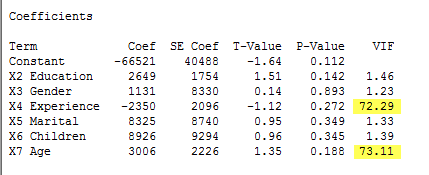 Coefficients
Term Coef SE Coef T-Value P-Value VIF
Constant -66521 40488 -1.64 0.112
X2 Education 2649 1754 1.51 0.142 1.46
X3 Gender 1131 8330 0.14 0.893 1.23
X4 Experience -2350 2096 -1.12 0.272 72.29
X5 Marital 8325 8740 0.95 0.349 1.33
X6 Children 8926 9294 0.96 0.345 1.39
X7 Age 3006 2226 1.35 0.188 73.11